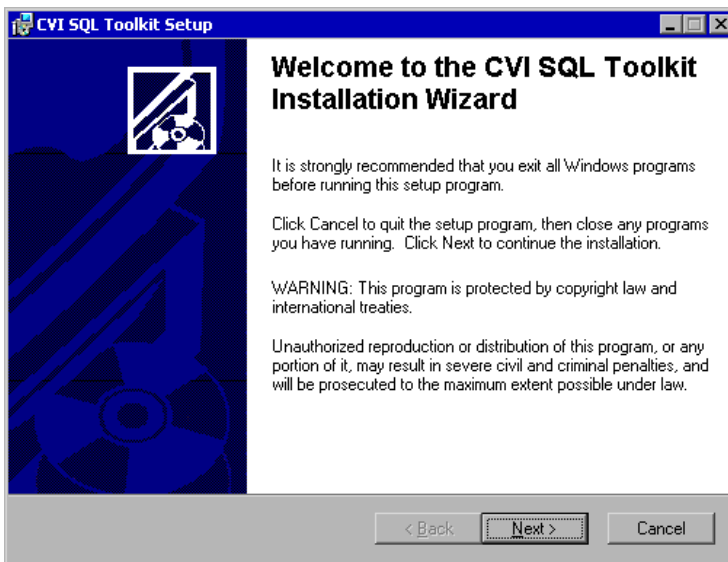 CVI SQL Toolkit Setup
Welcome to the CVI SQL Toolkit
Installation Wizard
It is strongly recommended that you exit all Windows programs
before running this setup program.
Click Cancel to quit the setup program, then close any programs
you have running.  Click Next to continue the installation.
WARNING: This program is protected by copyright law and
international treaties.
Unauthorized reproduction or distribution of this program, or any
portion of it, may result in severe civil and criminal penalties, and
will be prosecuted to the maximum extent possible under law.
< Back
Next >
Cancel